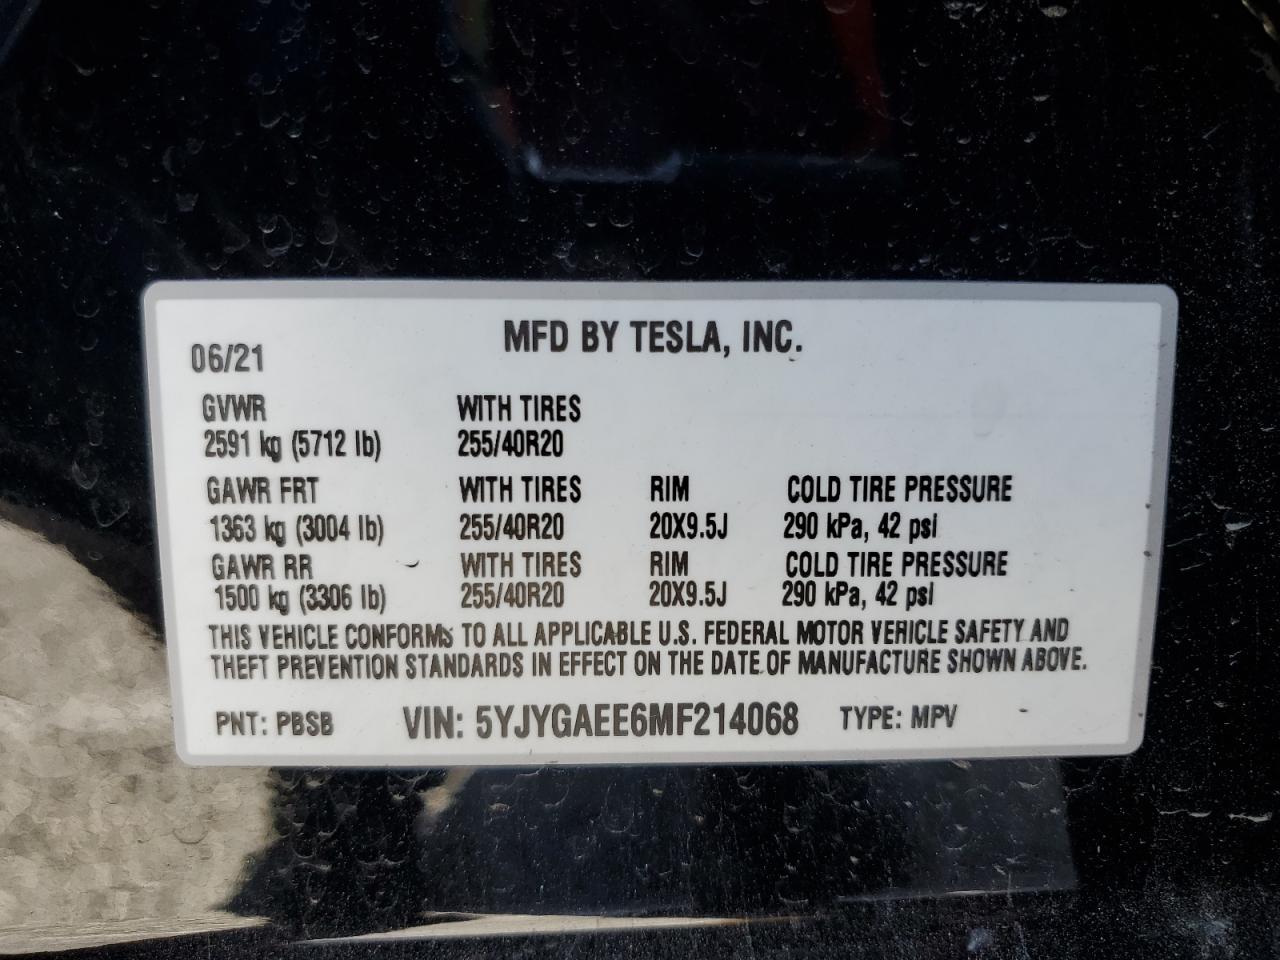 MFD BY TESLA, INC.
06/21
GVWR WITH TIRES
2591 kg (5712 lb) 255/40R20
GAWR FRT WITH TIRES RIM COLD TIRE PRESSURE
1363 kg (3004 lb) 255/40R20 20X9.5J 290 kPa, 42 psi
GAWR RR WITH TIRES RIM COLD TIRE PRESSURE
1500 kg (3306 lb) 255/40R20 20X9.5J 290 kPa, 42 psi
THIS VEHICLE CONFORMS TO ALL APPLICABLE U.S. FEDERAL MOTOR VEHICLE SAFETY AND
THEFT PREVENTION STANDARDS IN EFFECT ON THE DATE OF MANUFACTURE SHOWN ABOVE.
PNT: PBSB VIN: 5YJYGAEE6MF214068 TYPE: MPV